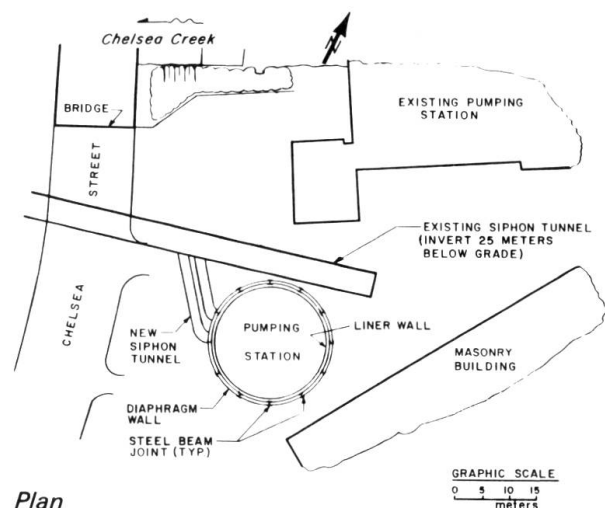 Chelsea Creek
N
BRIDGE
STREET
CHELSEA
EXISTING PUMPING
STATION
EXISTING SIPHON TUNNEL
(INVERT 25 METERS
BELOW GRADE)
NEW
SIPHON
TUNNEL
PUMPING
STATION
LINER WALL
MASONRY
BUILDING
DIAPHRAGM
WALL
STEEL BEAM
JOINT (TYP)
GRAPHIC SCALE
0 5 10 15
meters
Plan